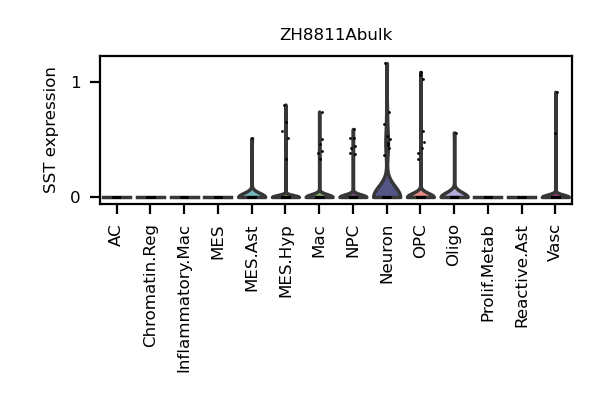 ZH8811Abulk
SST expression
1
0
AC
Chromatin.Reg
Inflammatory.Mac
MES
MES.Ast
MES.Hyp
Mac
NPC
Neuron
OPC
Oligo
Prolif.Metab
Reactive.Ast
Vasc